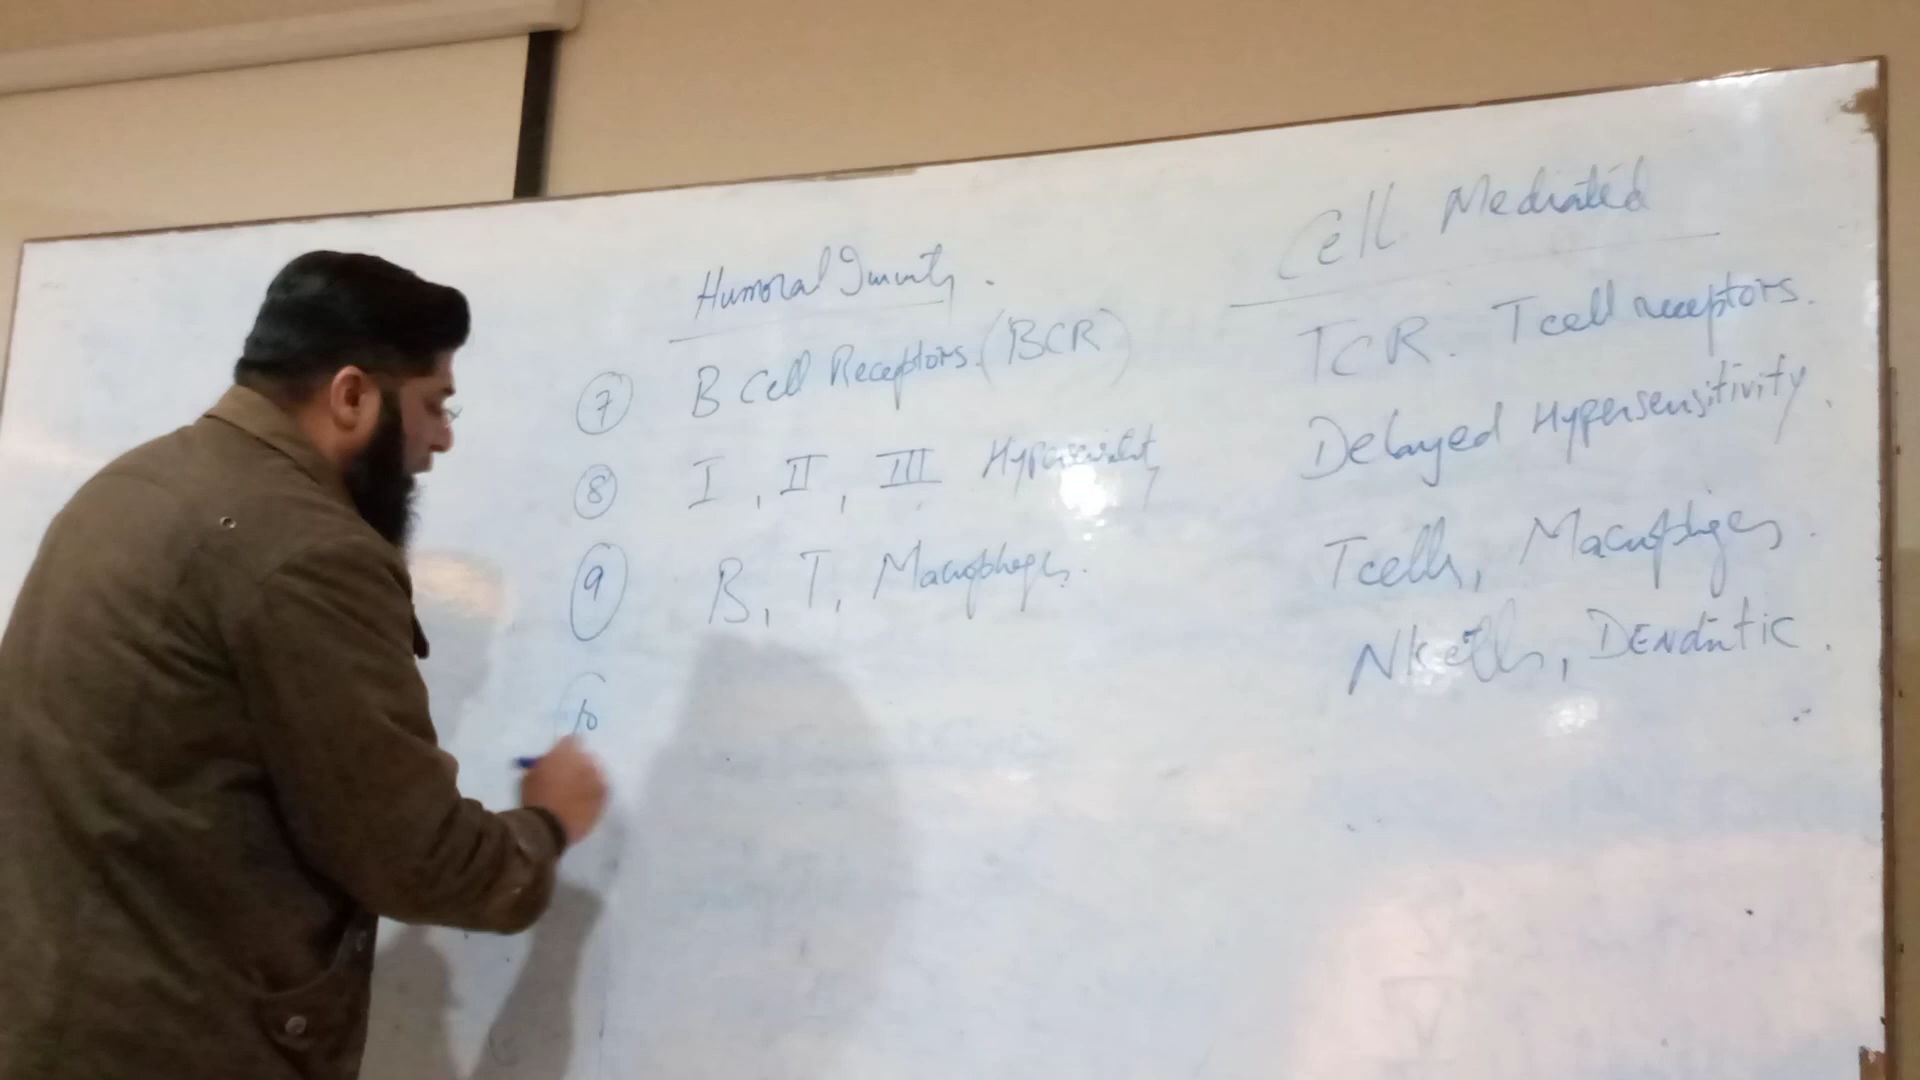 Humoral Immunity.
Cell Mediated
7 B Cell Receptors. (BCR)
TCR. T cell receptors.
8 I, II, III Hypersensitivity
Delayed Hypersensitivity.
9 B, T, Macrophages.
T cells, Macrophages.
NK cells, DENdritic.
10